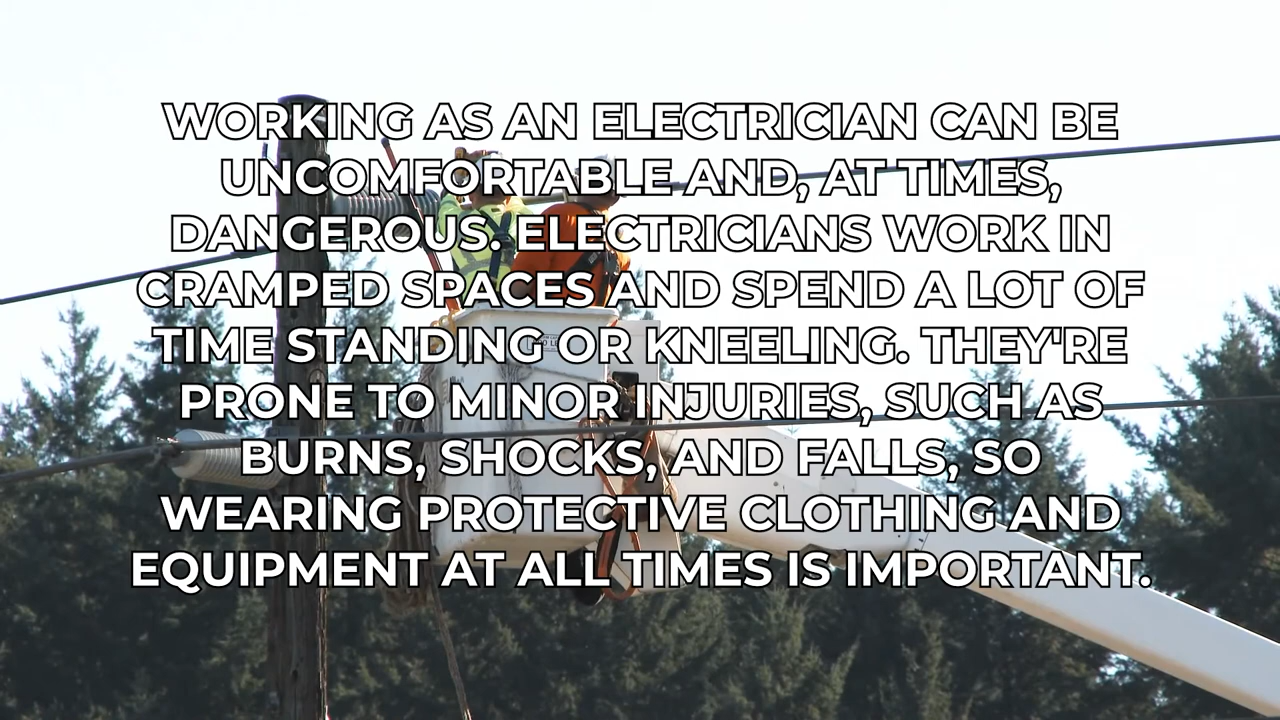 WORKING AS AN ELECTRICIAN CAN BE
UNCOMFORTABLE AND, AT TIMES,
DANGEROUS. ELECTRICIANS WORK IN
CRAMPED SPACES AND SPEND A LOT OF
TIME STANDING OR KNEELING. THEY'RE
PRONE TO MINOR INJURIES, SUCH AS
BURNS, SHOCKS, AND FALLS, SO
WEARING PROTECTIVE CLOTHING AND
EQUIPMENT AT ALL TIMES IS IMPORTANT.